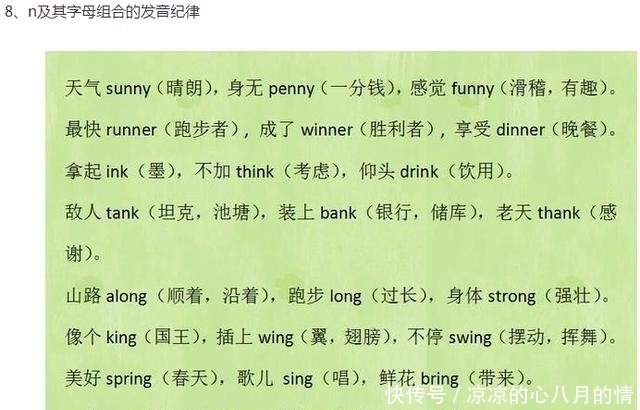 8、n及其字母组合的发音纪律
天气 sunny（晴朗），身无 penny（一分钱），感觉 funny（滑稽，有趣）。
最快 runner（跑步者），成了 winner（胜利者），享受 dinner（晚餐）。
拿起 ink（墨），不加 think（考虑），仰头 drink（饮用）。
敌人 tank（坦克，池塘），装上 bank（银行，储库），老天 thank（感
谢）。
山路 along（顺着，沿着），跑步 long（过长），身体 strong（强壮）。
像个 king（国王），插上 wing（翼，翅膀），不停 swing（摆动，挥舞）。
美好 spring（春天），歌儿 sing（唱），鲜花 bring（带来）。
快传号 / 凉凉的心八月的情